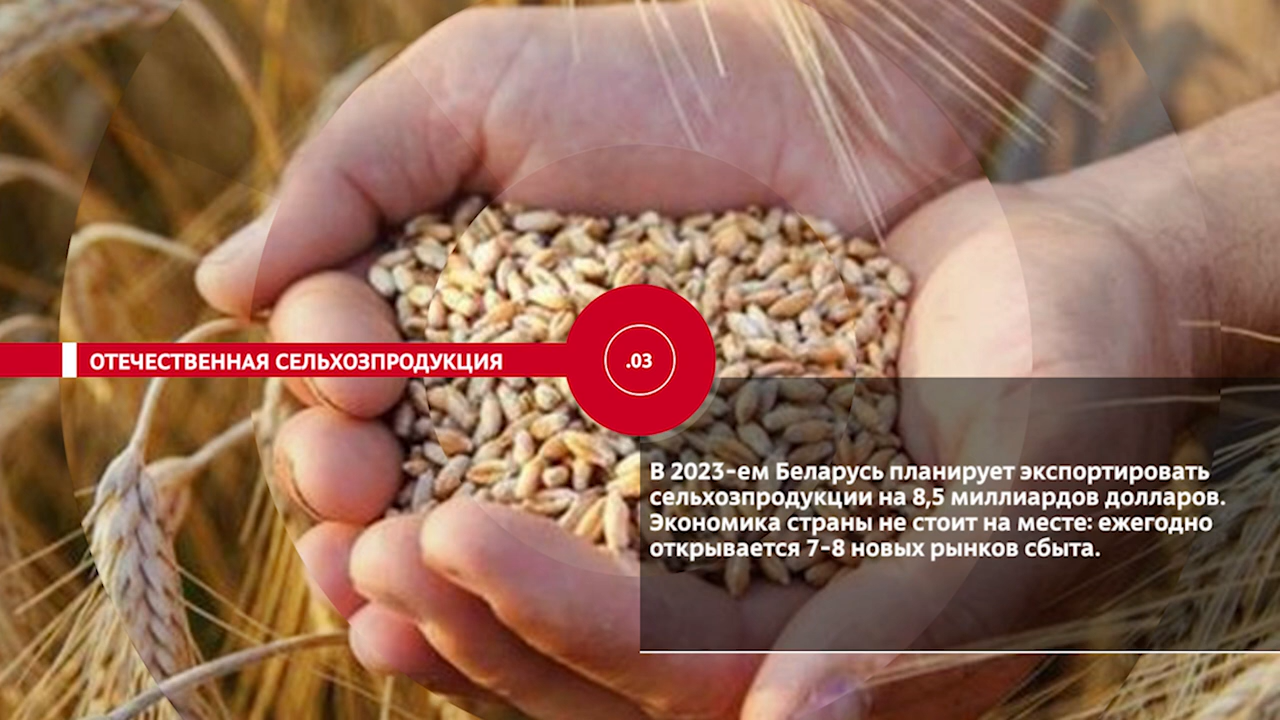 ОТЕЧЕСТВЕННАЯ СЕЛЬХОЗПРОДУКЦИЯ
.03
В 2023-ем Беларусь планирует экспортировать
сельхозпродукции на 8,5 миллиардов долларов.
Экономика страны не стоит на месте: ежегодно
открывается 7-8 новых рынков сбыта.